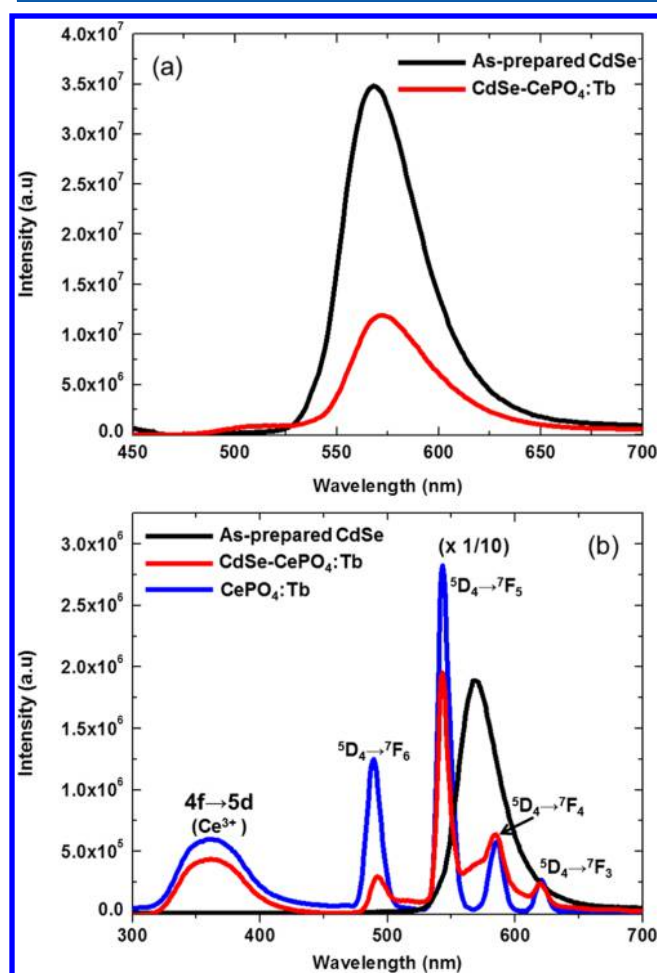 4.0x10⁷
(a)
As-prepared CdSe
CdSe-CePO₄:Tb
3.5x10⁷
3.0x10⁷
2.5x10⁷
2.0x10⁷
1.5x10⁷
1.0x10⁷
5.0x10⁶
0.0
Intensity (a.u)
450 500 550 600 650 700
Wavelength (nm)
3.0x10⁶
As-prepared CdSe
CdSe-CePO₄:Tb
CePO₄:Tb
(x 1/10)
(b)
⁵D₄→⁷F₅
2.5x10⁶
2.0x10⁶
1.5x10⁶
1.0x10⁶
5.0x10⁵
0.0
Intensity (a.u)
⁵D₄→⁷F₆
4f→5d
(Ce³⁺)
⁵D₄→⁷F₄
⁵D₄→⁷F₃
300 400 500 600 700
Wavelength (nm)